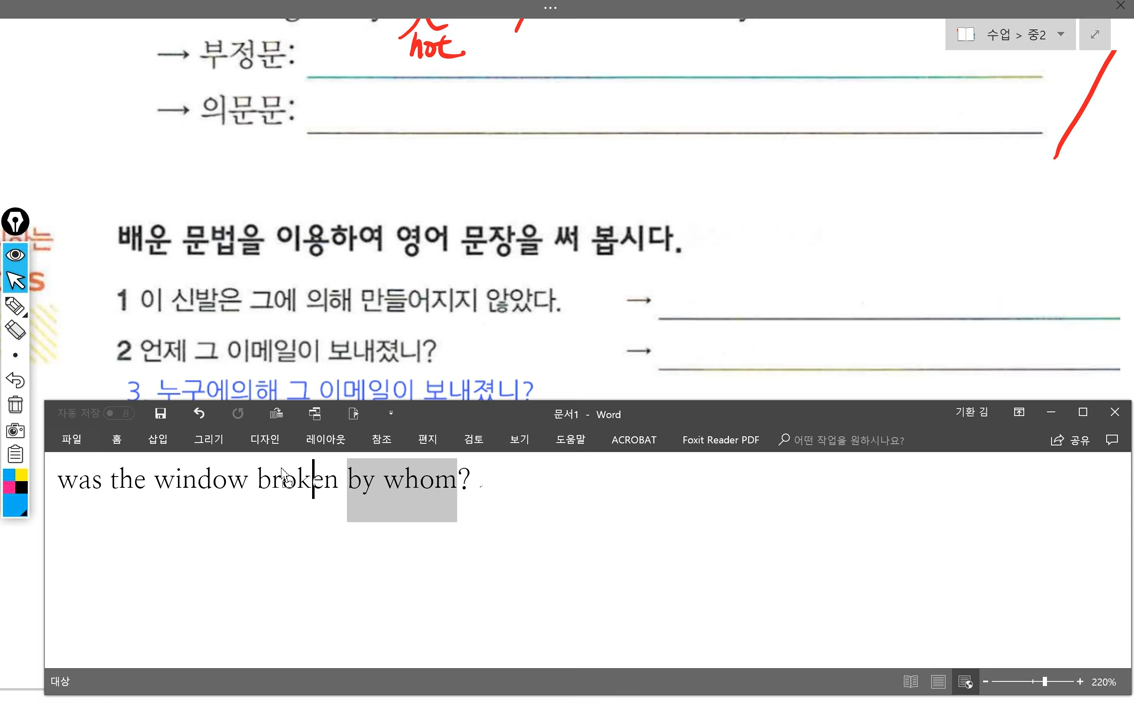 수업 > 중2
not
→ 부정문:
→ 의문문:
배운 문법을 이용하여 영어 문장을 써 봅시다.
1 이 신발은 그에 의해 만들어지지 않았다. →
2 언제 그 이메일이 보내졌니? →
3. 누구에의해 그 이메일이 보내졌니?
자동 저장
문서1 - Word
기환 김
파일 홈 삽입 그리기 디자인 레이아웃 참조 편지 검토 보기 도움말 ACROBAT Foxit Reader PDF 어떤 작업을 원하시나요? 공유
was the window broken by whom?
대상
220%